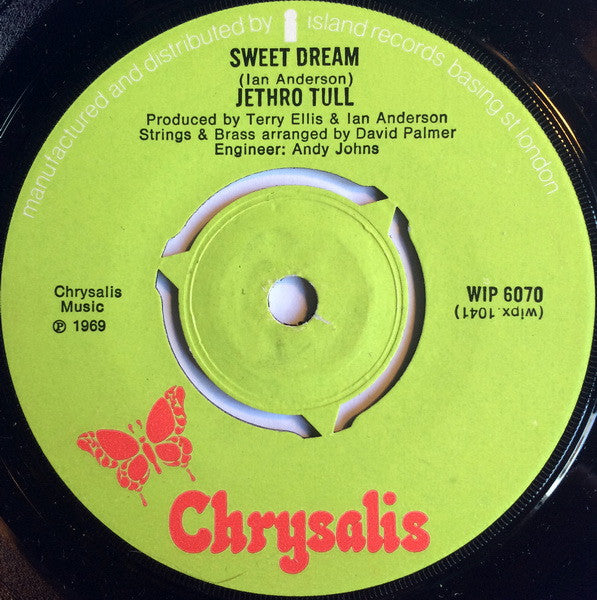 manufactured and distributed by i island records basing st london
SWEET DREAM
(Ian Anderson)
JETHRO TULL
Produced by Terry Ellis & Ian Anderson
Strings & Brass arranged by David Palmer
Engineer: Andy Johns
Chrysalis
Music
℗ 1969
WIP 6070
(wipx.1041)
Chrysalis